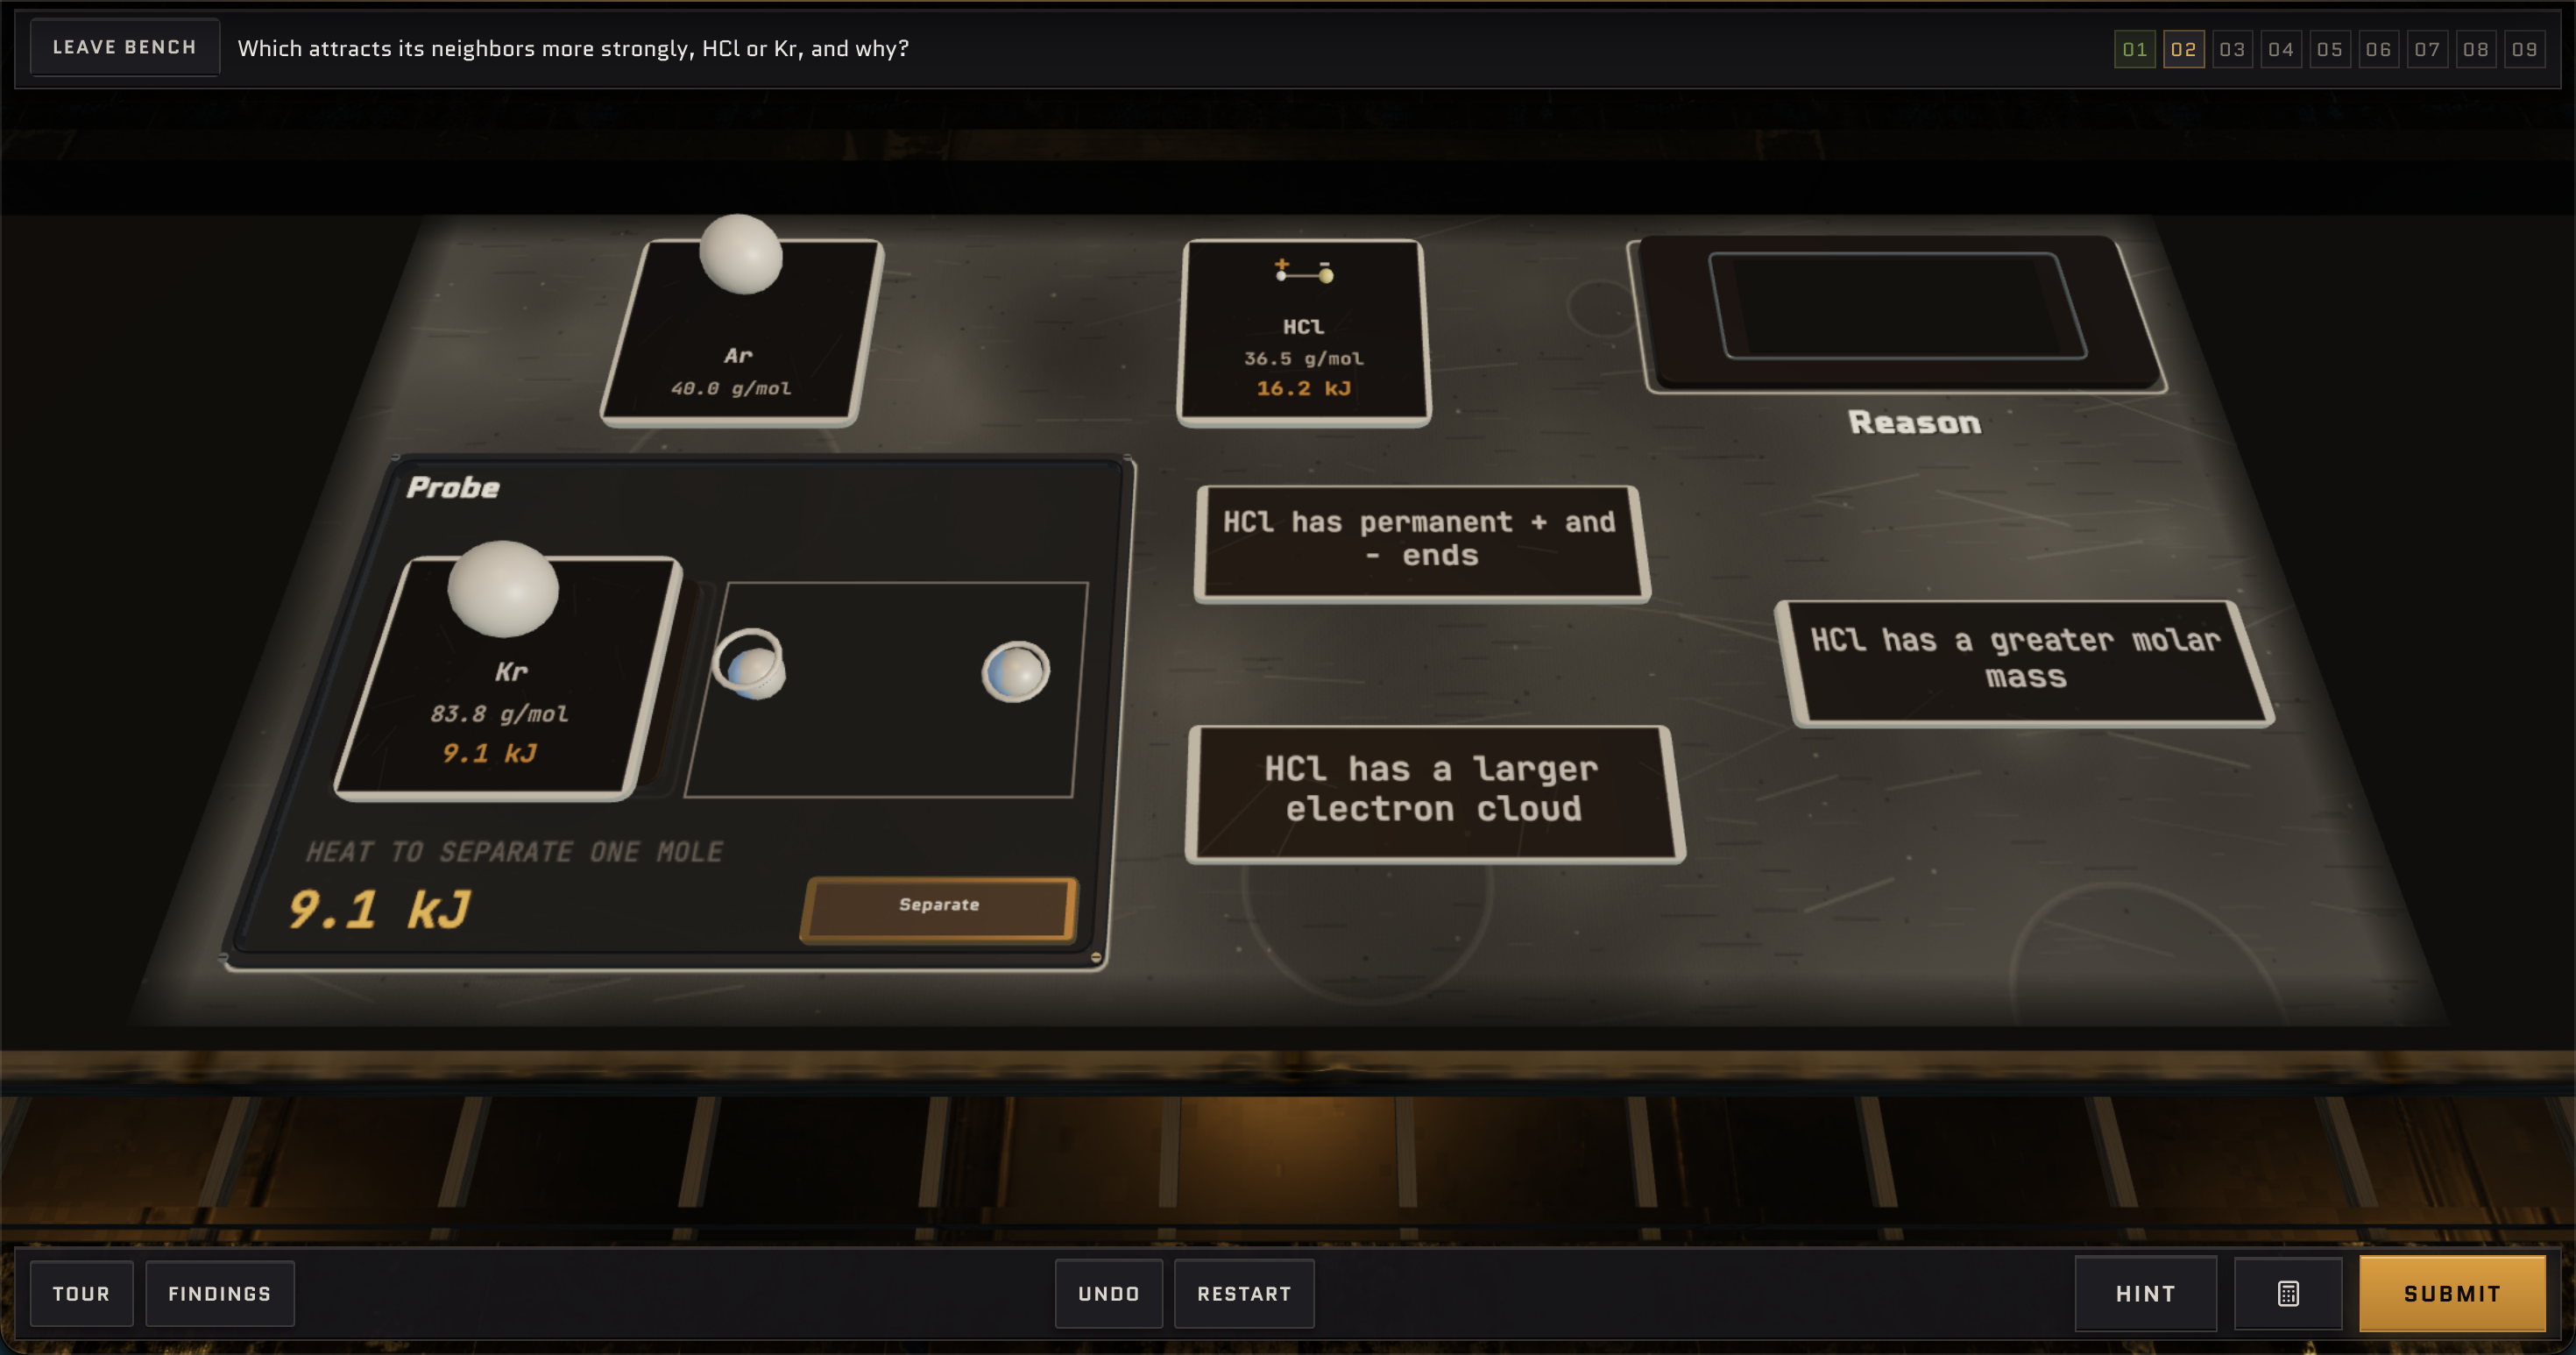 LEAVE BENCH
Which attracts its neighbors more strongly, HCl or Kr, and why?
01 02 03 04 05 06 07 08 09
Ar
40.0 g/mol
+ -
HCl
36.5 g/mol
16.2 kJ
Reason
Probe
Kr
83.8 g/mol
9.1 kJ
HEAT TO SEPARATE ONE MOLE
9.1 kJ
Separate
HCl has permanent + and
- ends
HCl has a greater molar
mass
HCl has a larger
electron cloud
TOUR
FINDINGS
UNDO
RESTART
HINT
SUBMIT